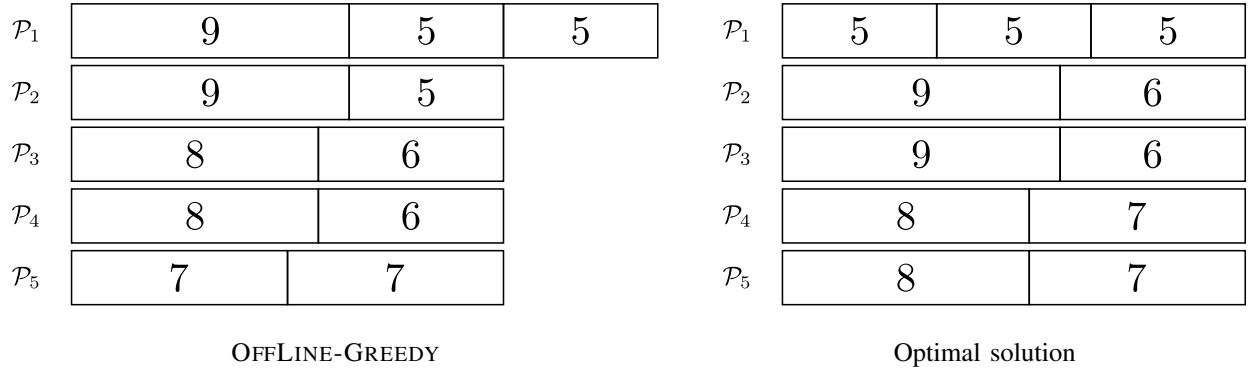 P₁ 9 5 5
P₂ 9 5
P₃ 8 6
P₄ 8 6
P₅ 7 7
OFFLINE-GREEDY
P₁ 5 5 5
P₂ 9 6
P₃ 9 6
P₄ 8 7
P₅ 8 7
Optimal solution